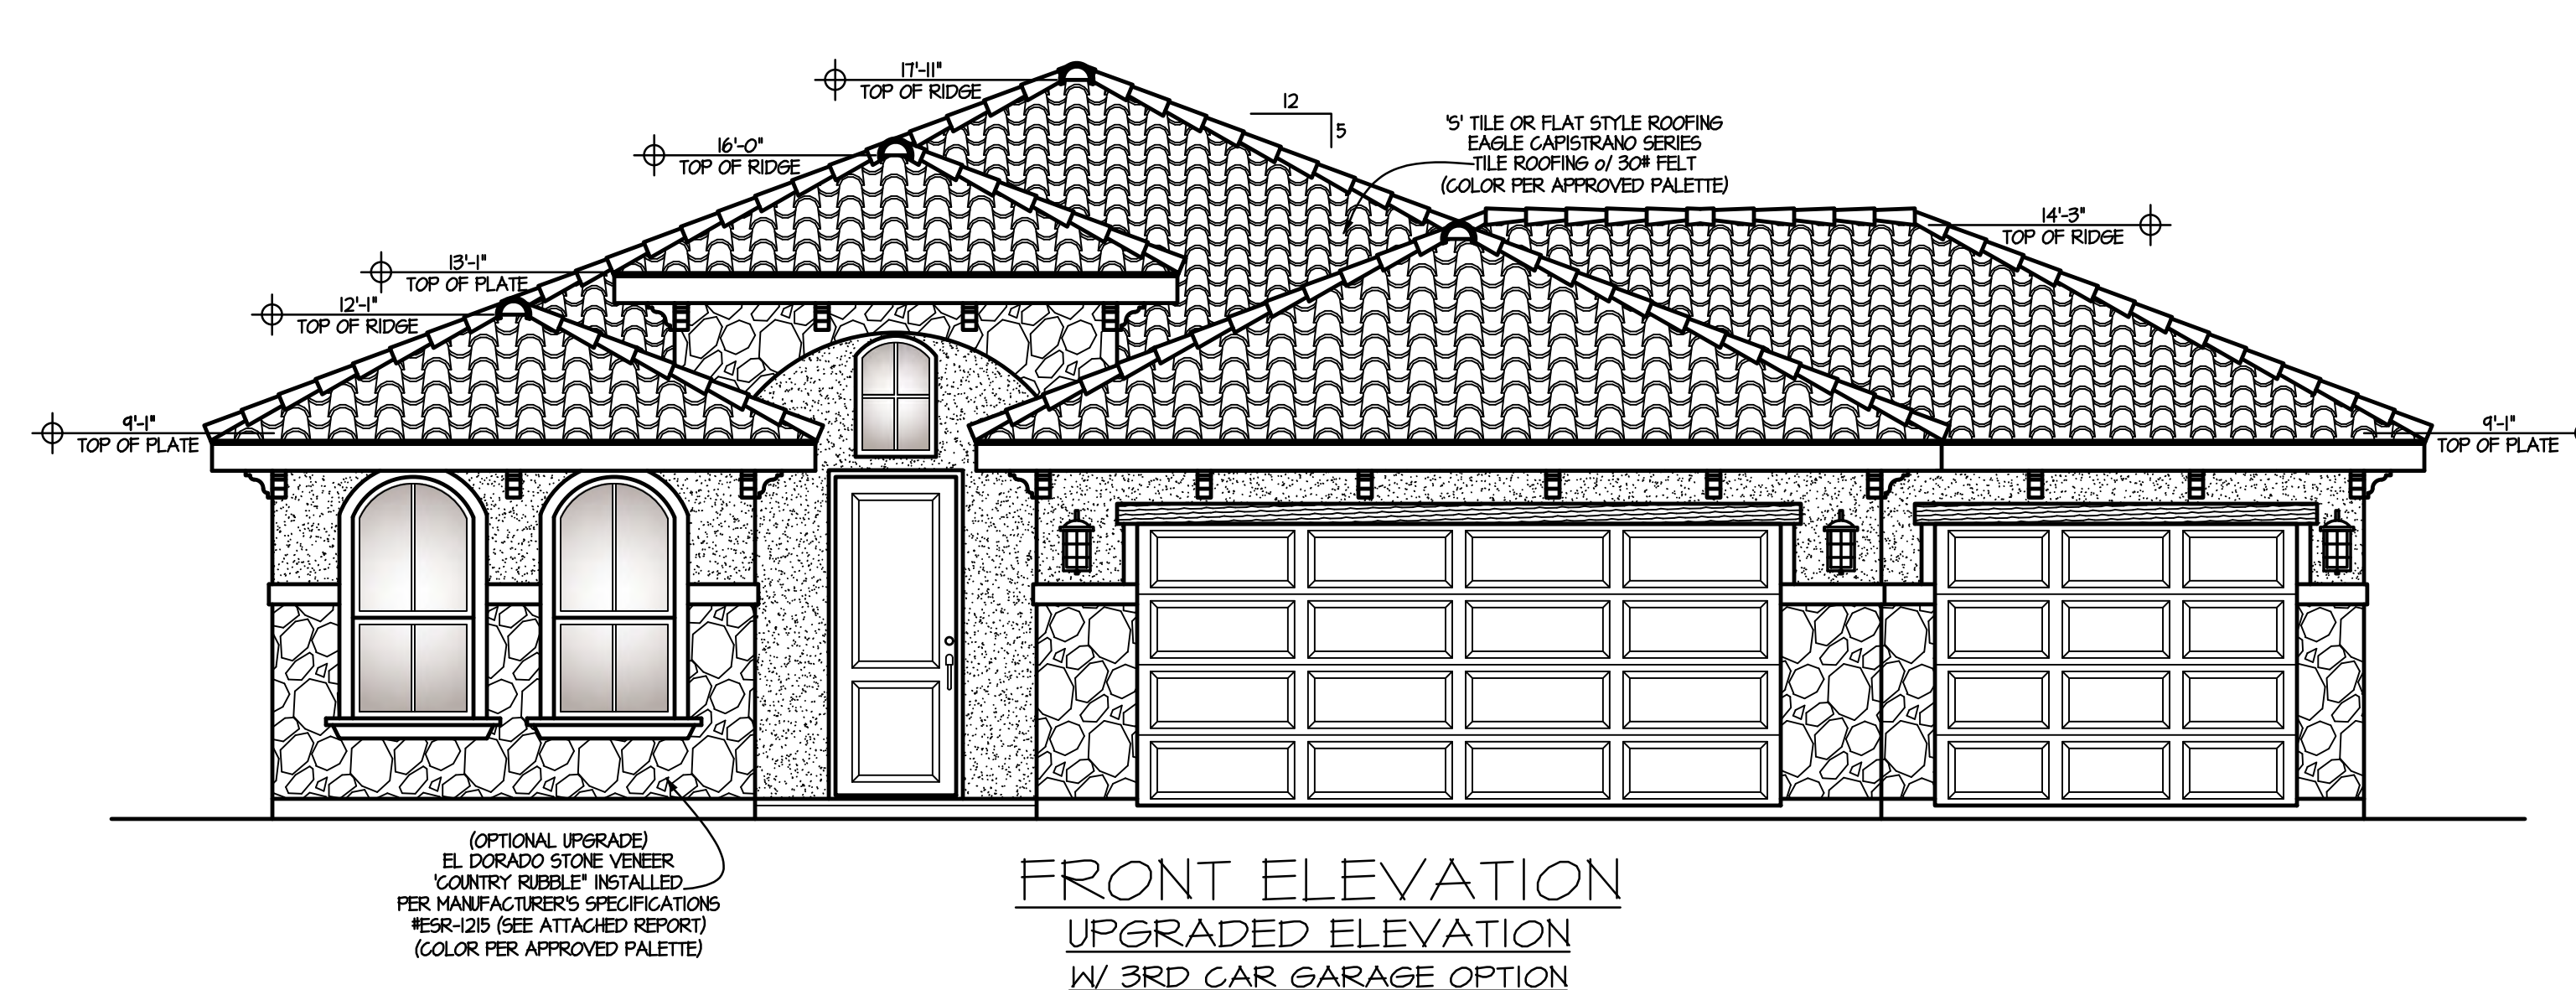 17'-11"
TOP OF RIDGE
12
5
'S' TILE OR FLAT STYLE ROOFING
EAGLE CAPISTRANO SERIES
TILE ROOFING o/ 30# FELT
(COLOR PER APPROVED PALETTE)
16'-0"
TOP OF RIDGE
14'-3"
TOP OF RIDGE
13'-1"
TOP OF PLATE
12'-1"
TOP OF RIDGE
9'-1"
TOP OF PLATE
9'-1"
TOP OF PLATE
(OPTIONAL UPGRADE)
EL DORADO STONE VENEER
'COUNTRY RUBBLE" INSTALLED
PER MANUFACTURER'S SPECIFICATIONS
#ESR-1215 (SEE ATTACHED REPORT)
(COLOR PER APPROVED PALETTE)
FRONT ELEVATION
UPGRADED ELEVATION
W/ 3RD CAR GARAGE OPTION